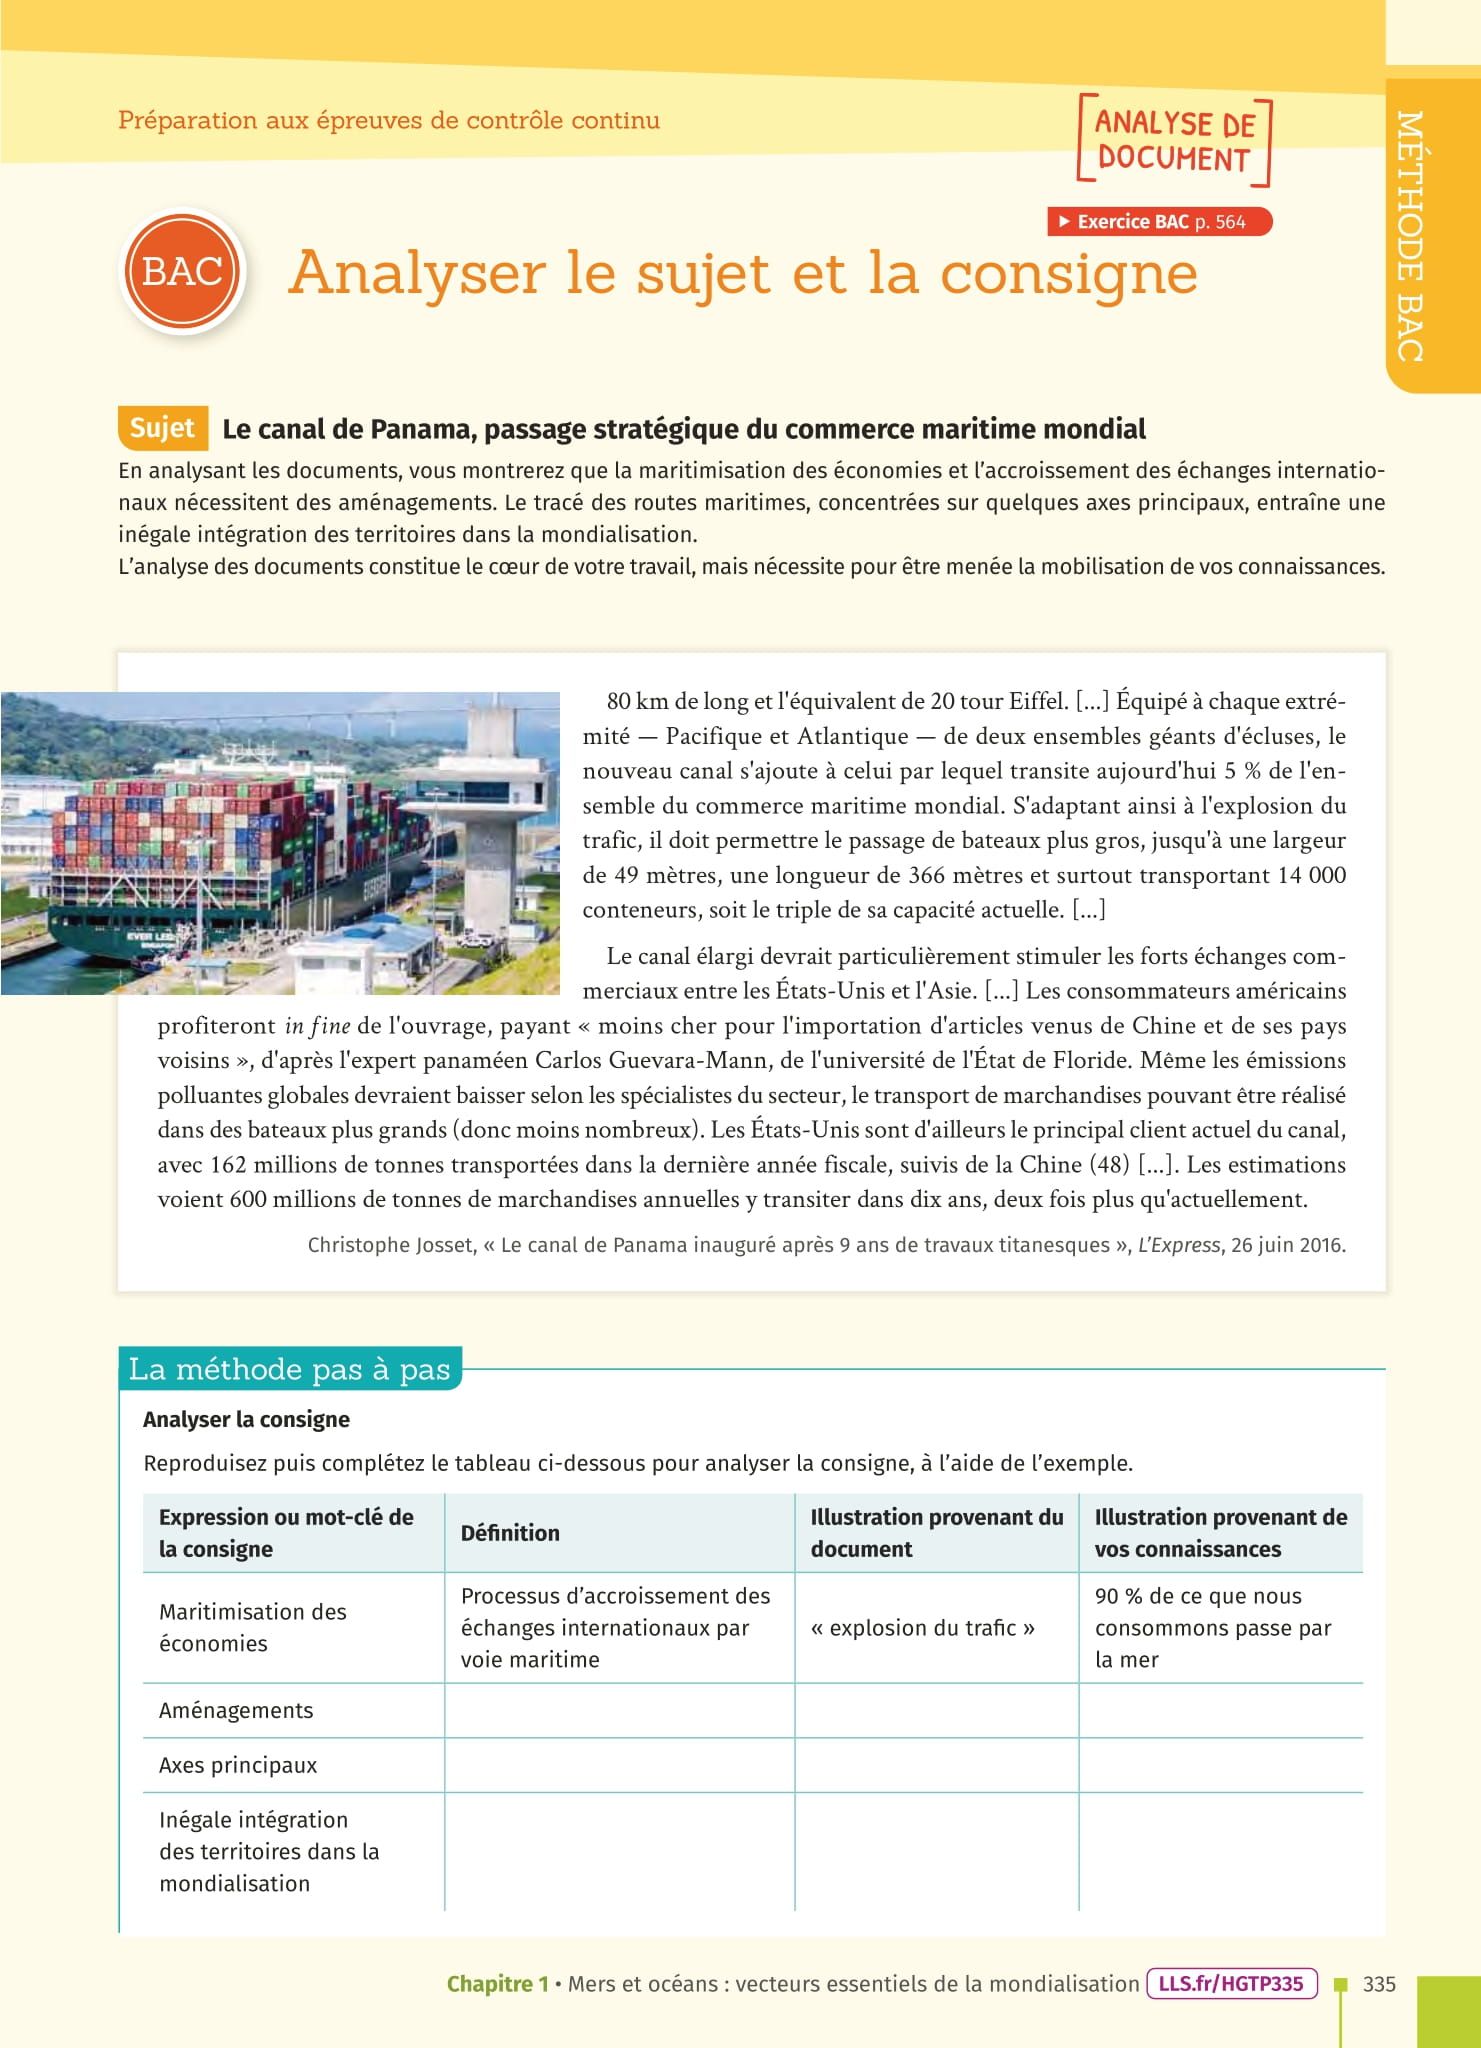 Préparation aux épreuves de contrôle continu
ANALYSE DE
DOCUMENT
MÉTHODE BAC
▶ Exercice BAC p. 564
BAC
Analyser le sujet et la consigne
Sujet Le canal de Panama, passage stratégique du commerce maritime mondial
En analysant les documents, vous montrerez que la maritimisation des économies et l’accroissement des échanges internatio-
naux nécessitent des aménagements. Le tracé des routes maritimes, concentrées sur quelques axes principaux, entraîne une
inégale intégration des territoires dans la mondialisation.
L’analyse des documents constitue le cœur de votre travail, mais nécessite pour être menée la mobilisation de vos connaissances.
80 km de long et l'équivalent de 20 tour Eiffel. [...] Équipé à chaque extré-
mité — Pacifique et Atlantique — de deux ensembles géants d'écluses, le
nouveau canal s'ajoute à celui par lequel transite aujourd'hui 5 % de l'en-
semble du commerce maritime mondial. S'adaptant ainsi à l'explosion du
trafic, il doit permettre le passage de bateaux plus gros, jusqu'à une largeur
de 49 mètres, une longueur de 366 mètres et surtout transportant 14 000
conteneurs, soit le triple de sa capacité actuelle. [...]
Le canal élargi devrait particulièrement stimuler les forts échanges com-
merciaux entre les États-Unis et l'Asie. [...] Les consommateurs américains
profiteront in fine de l'ouvrage, payant « moins cher pour l'importation d'articles venus de Chine et de ses pays
voisins », d'après l'expert panaméen Carlos Guevara-Mann, de l'université de l'État de Floride. Même les émissions
polluantes globales devraient baisser selon les spécialistes du secteur, le transport de marchandises pouvant être réalisé
dans des bateaux plus grands (donc moins nombreux). Les États-Unis sont d'ailleurs le principal client actuel du canal,
avec 162 millions de tonnes transportées dans la dernière année fiscale, suivis de la Chine (48) [...]. Les estimations
voient 600 millions de tonnes de marchandises annuelles y transiter dans dix ans, deux fois plus qu'actuellement.
Christophe Josset, « Le canal de Panama inauguré après 9 ans de travaux titanesques », L’Express, 26 juin 2016.
La méthode pas à pas
Analyser la consigne
Reproduisez puis complétez le tableau ci-dessous pour analyser la consigne, à l’aide de l’exemple.
Expression ou mot-clé de
la consigne
Définition
Illustration provenant du
document
Illustration provenant de
vos connaissances
Maritimisation des
économies
Processus d’accroissement des
échanges internationaux par
voie maritime
« explosion du trafic »
90 % de ce que nous
consommons passe par
la mer
Aménagements
Axes principaux
Inégale intégration
des territoires dans la
mondialisation
Chapitre 1 • Mers et océans : vecteurs essentiels de la mondialisation LLS.fr/HGTP335 335